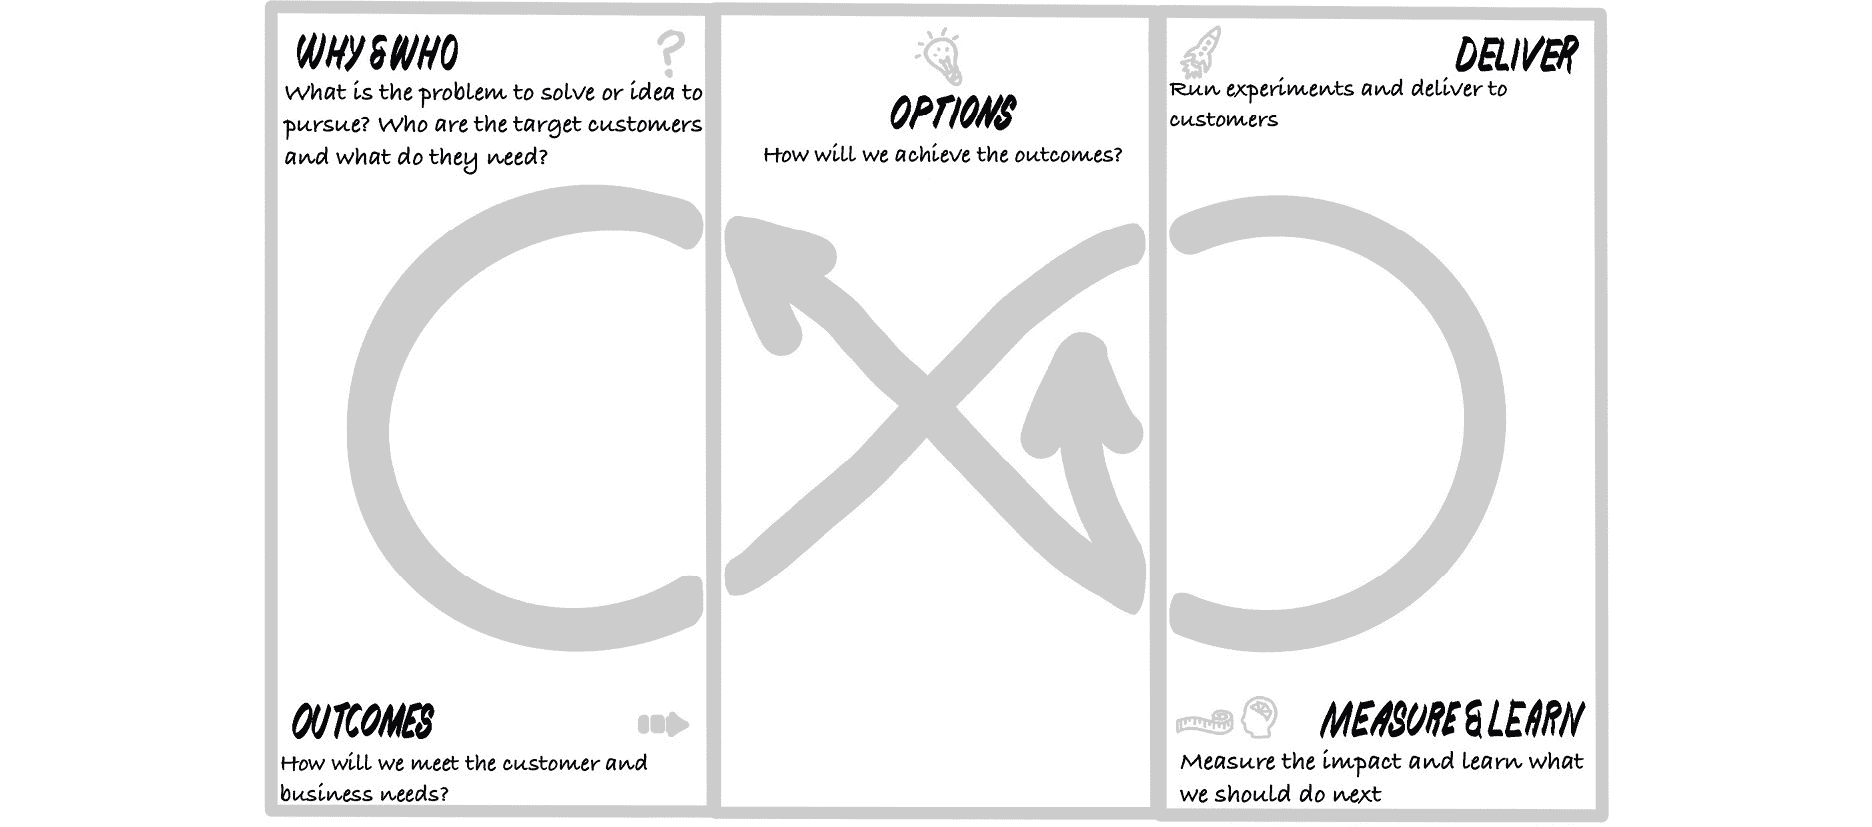 WHY & WHO
What is the problem to solve or idea to
pursue? Who are the target customers
and what do they need?
OUTCOMES
How will we meet the customer and
business needs?
OPTIONS
How will we achieve the outcomes?
DELIVER
Run experiments and deliver to
customers
MEASURE & LEARN
Measure the impact and learn what
we should do next